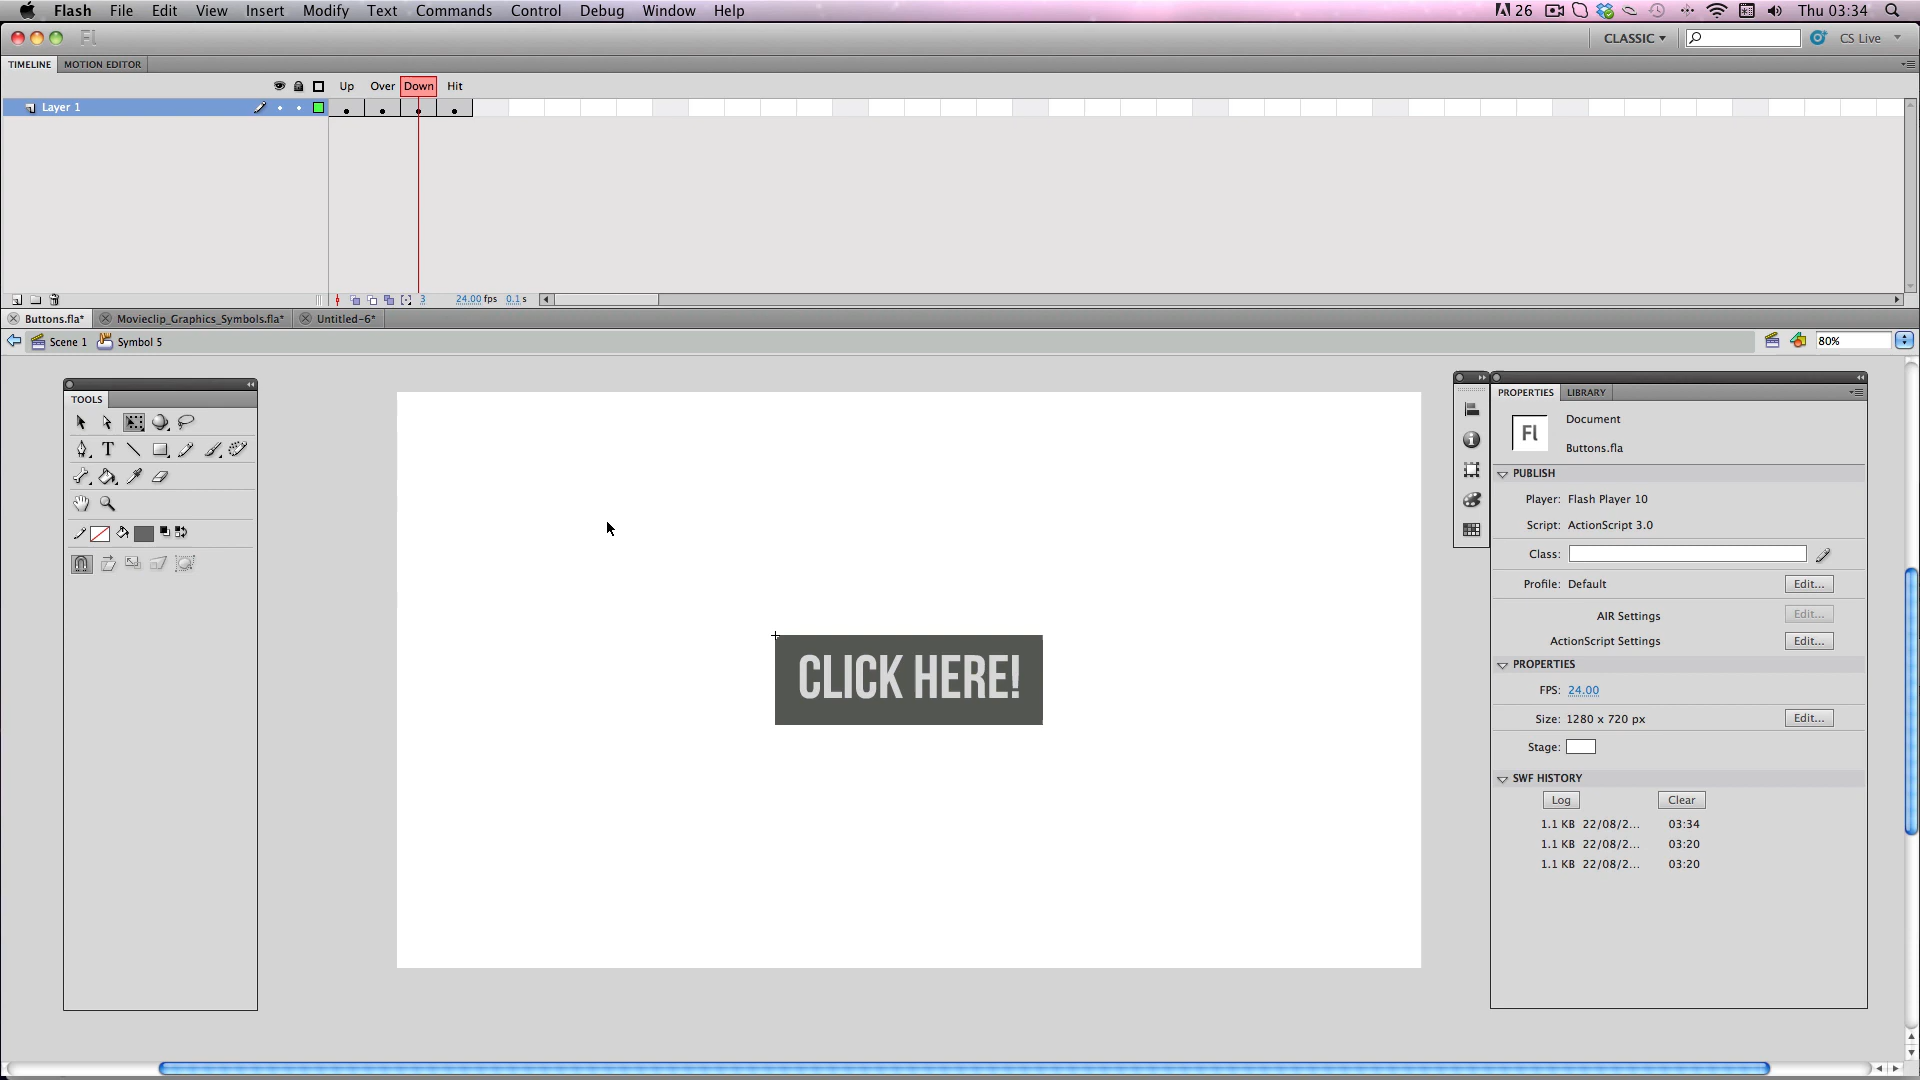 Flash File Edit View Insert Modify Text Commands Control Debug Window Help 26 Thu 03:34
Fl CLASSIC CS Live
TIMELINE MOTION EDITOR
Up Over Down Hit
Layer 1
3 24.00 fps 0.1 s
Buttons.fla* Movieclip_Graphics_Symbols.fla* Untitled-6*
Scene 1 Symbol 5 80%
TOOLS
T
CLICK HERE!
PROPERTIES LIBRARY
Fl Document
Buttons.fla
PUBLISH
Player: Flash Player 10
Script: ActionScript 3.0
Class:
Profile: Default Edit...
AIR Settings Edit...
ActionScript Settings Edit...
PROPERTIES
FPS: 24.00
Size: 1280 x 720 px Edit...
Stage:
SWF HISTORY
Log Clear
1.1 KB 22/08/2... 03:34
1.1 KB 22/08/2... 03:20
1.1 KB 22/08/2... 03:20